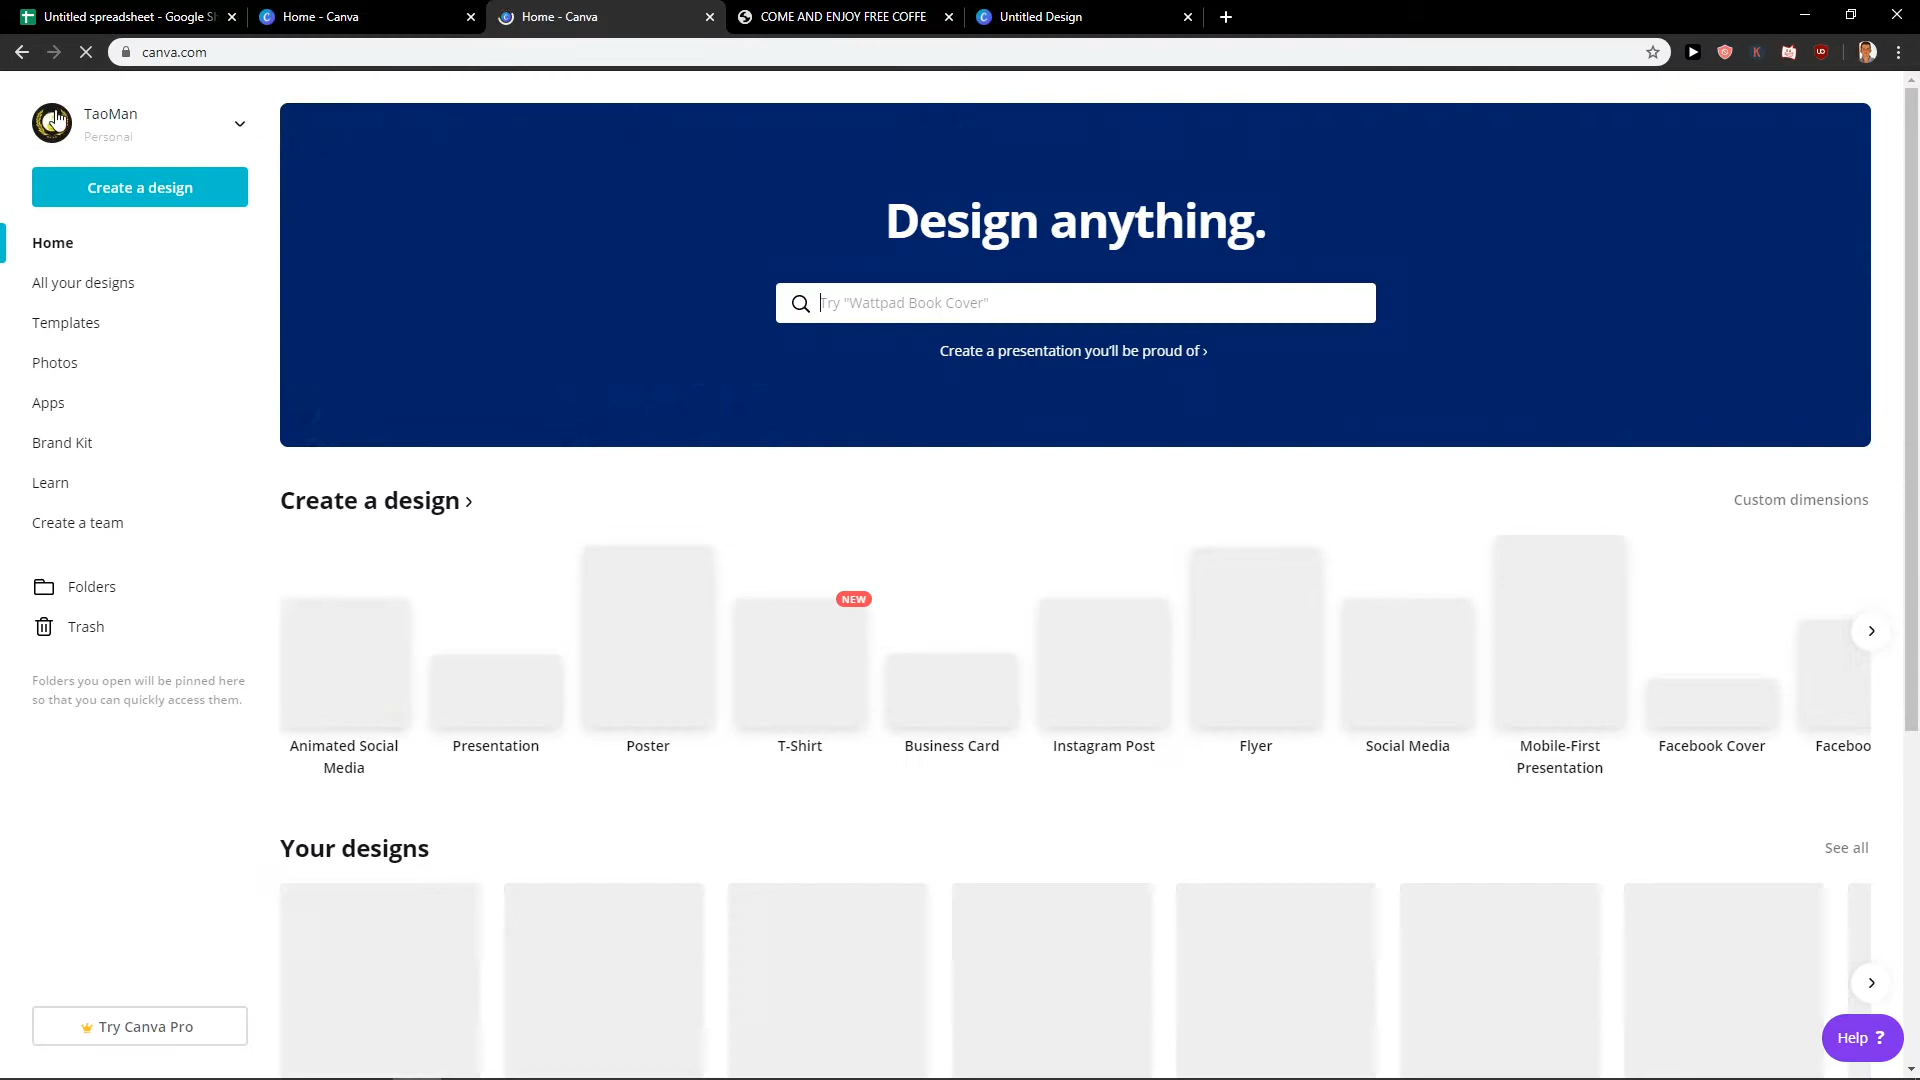 Untitled spreadsheet - Google Sh
Home - Canva
Home - Canva
COME AND ENJOY FREE COFFE
Untitled Design
canva.com
TaoMan
Personal
Create a design
Home
All your designs
Templates
Photos
Apps
Brand Kit
Learn
Create a team
Folders
Trash
Folders you open will be pinned here
so that you can quickly access them.
Try Canva Pro
Design anything.
Try "Wattpad Book Cover"
Create a presentation you'll be proud of ›
Create a design ›
Custom dimensions
NEW
Animated Social
Media
Presentation
Poster
T-Shirt
Business Card
Instagram Post
Flyer
Social Media
Mobile-First
Presentation
Facebook Cover
Faceboo
Your designs
See all
Help ?